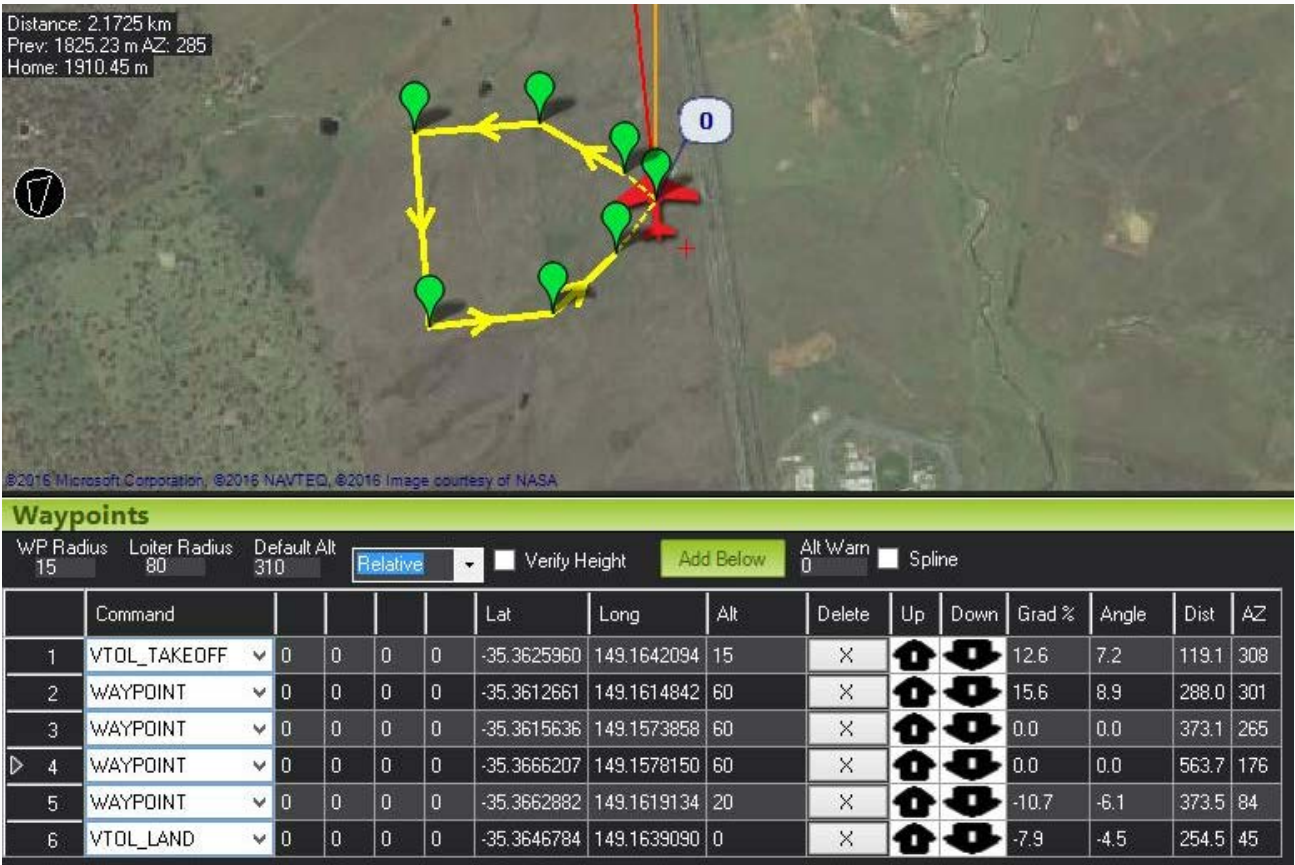 Distance: 2.1725 km
Prev: 1825.23 m AZ: 285
Home: 1910.45 m
0
©2016 Microsoft Corporation, ©2016 NAVTEQ, ©2016 Image courtesy of NASA
Waypoints
WP Radius Loiter Radius Default Alt Alt Warn
15 80 310 Relative Verify Height Add Below 0 Spline
Command Lat Long Alt Delete Up Down Grad % Angle Dist AZ
1 VTOL_TAKEOFF 0 0 0 0 -35.3625960 149.1642094 15 X 12.6 7.2 119.1 308
2 WAYPOINT 0 0 0 0 -35.3612661 149.1614842 60 X 15.6 8.9 288.0 301
3 WAYPOINT 0 0 0 0 -35.3615636 149.1573858 60 X 0.0 0.0 373.1 265
4 WAYPOINT 0 0 0 0 -35.3666207 149.1578150 60 X 0.0 0.0 563.7 176
5 WAYPOINT 0 0 0 0 -35.3662882 149.1619134 20 X -10.7 -6.1 373.5 84
6 VTOL_LAND 0 0 0 0 -35.3646784 149.1639090 0 X -7.9 -4.5 254.5 45